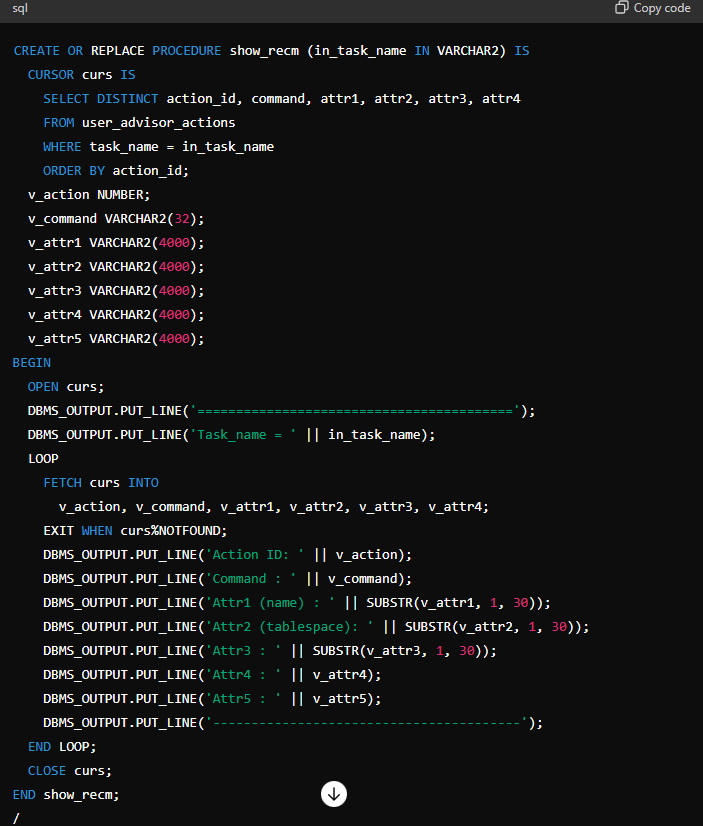 sql
Copy code
CREATE OR REPLACE PROCEDURE show_recm (in_task_name IN VARCHAR2) IS
  CURSOR curs IS
    SELECT DISTINCT action_id, command, attr1, attr2, attr3, attr4
    FROM user_advisor_actions
    WHERE task_name = in_task_name
    ORDER BY action_id;
  v_action NUMBER;
  v_command VARCHAR2(32);
  v_attr1 VARCHAR2(4000);
  v_attr2 VARCHAR2(4000);
  v_attr3 VARCHAR2(4000);
  v_attr4 VARCHAR2(4000);
  v_attr5 VARCHAR2(4000);
BEGIN
  OPEN curs;
  DBMS_OUTPUT.PUT_LINE('=========================================');
  DBMS_OUTPUT.PUT_LINE('Task_name = ' || in_task_name);
  LOOP
    FETCH curs INTO
      v_action, v_command, v_attr1, v_attr2, v_attr3, v_attr4;
    EXIT WHEN curs%NOTFOUND;
    DBMS_OUTPUT.PUT_LINE('Action ID: ' || v_action);
    DBMS_OUTPUT.PUT_LINE('Command : ' || v_command);
    DBMS_OUTPUT.PUT_LINE('Attr1 (name) : ' || SUBSTR(v_attr1, 1, 30));
    DBMS_OUTPUT.PUT_LINE('Attr2 (tablespace): ' || SUBSTR(v_attr2, 1, 30));
    DBMS_OUTPUT.PUT_LINE('Attr3 : ' || SUBSTR(v_attr3, 1, 30));
    DBMS_OUTPUT.PUT_LINE('Attr4 : ' || v_attr4);
    DBMS_OUTPUT.PUT_LINE('Attr5 : ' || v_attr5);
    DBMS_OUTPUT.PUT_LINE('----------------------------------------');
  END LOOP;
  CLOSE curs;
END show_recm;
/